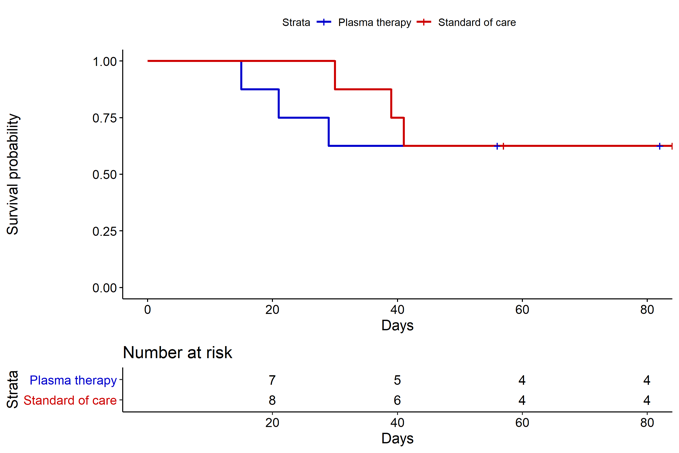 Strata Plasma therapy Standard of care
Survival probability
1.00
0.75
0.50
0.25
0.00
0 20 40 60 80
Days
Number at risk
Strata
Plasma therapy 7 5 4 4
Standard of care 8 6 4 4
20 40 60 80
Days